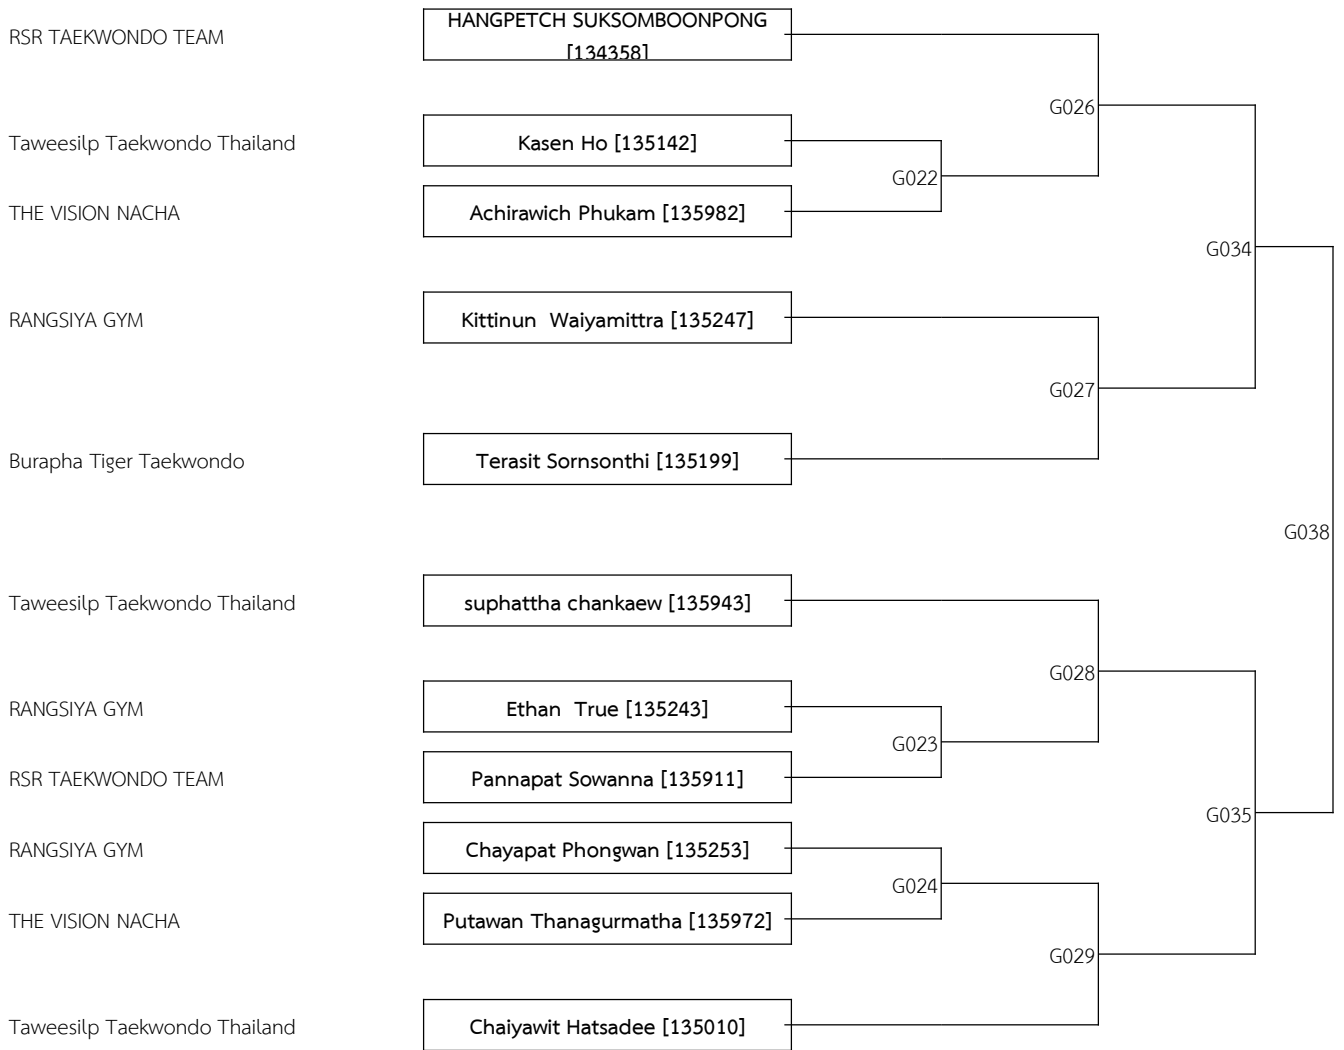 RSR TAEKWONDO TEAM
HANGPETCH SUKSOMBOONPONG
[134358]
G026
Taweesilp Taekwondo Thailand
Kasen Ho [135142]
G022
THE VISION NACHA
Achirawich Phukam [135982]
G034
RANGSIYA GYM
Kittinun  Waiyamittra [135247]
G027
Burapha Tiger Taekwondo
Terasit Sornsonthi [135199]
G038
Taweesilp Taekwondo Thailand
suphattha chankaew [135943]
G028
RANGSIYA GYM
Ethan  True [135243]
G023
RSR TAEKWONDO TEAM
Pannapat Sowanna [135911]
G035
RANGSIYA GYM
Chayapat Phongwan [135253]
G024
THE VISION NACHA
Putawan Thanagurmatha [135972]
G029
Taweesilp Taekwondo Thailand
Chaiyawit Hatsadee [135010]